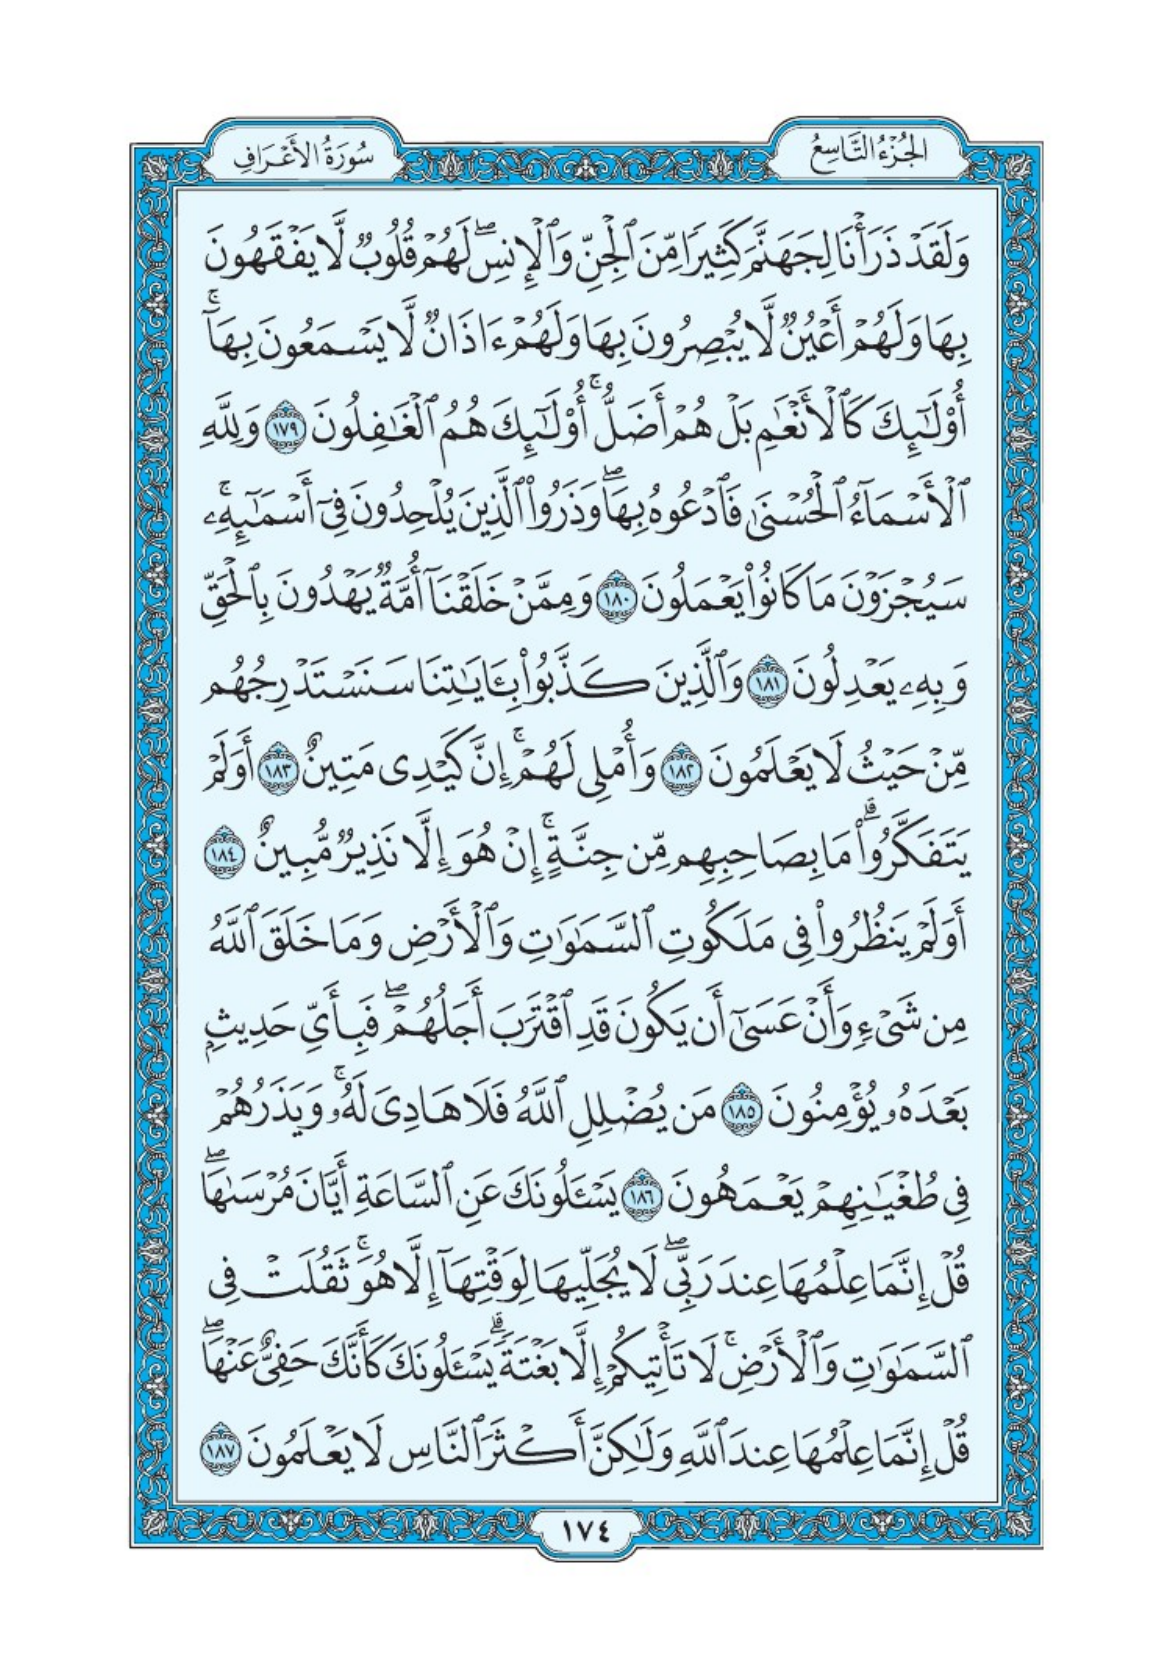 الجُزْءُ التَّاسِعُ
سُورَةُ الأَعْرَافِ
وَلَقَدْ ذَرَأْنَا لِجَهَنَّمَ كَثِيرًا مِّنَ ٱلْجِنِّ وَٱلْإِنسِۖ لَهُمْ قُلُوبٌ لَّا يَفْقَهُونَ
بِهَا وَلَهُمْ أَعْيُنٌ لَّا يُبْصِرُونَ بِهَا وَلَهُمْ ءَاذَانٌ لَّا يَسْمَعُونَ بِهَآۚ
أُوْلَـٰٓئِكَ كَٱلْأَنْعَـٰمِ بَلْ هُمْ أَضَلُّۚ أُوْلَـٰٓئِكَ هُمُ ٱلْغَـٰفِلُونَ ١٧٩ وَلِلَّهِ
ٱلْأَسْمَآءُ ٱلْحُسْنَىٰ فَٱدْعُوهُ بِهَاۖ وَذَرُوا۟ ٱلَّذِينَ يُلْحِدُونَ فِىٓ أَسْمَـٰٓئِهِۦۚ
سَيُجْزَوْنَ مَا كَانُوا۟ يَعْمَلُونَ ١٨٠ وَمِمَّنْ خَلَقْنَآ أُمَّةٌ يَهْدُونَ بِٱلْحَقِّ
وَبِهِۦ يَعْدِلُونَ ١٨١ وَٱلَّذِينَ كَذَّبُوا۟ بِـَٔايَـٰتِنَا سَنَسْتَدْرِجُهُم
مِّنْ حَيْثُ لَا يَعْلَمُونَ ١٨٢ وَأُمْلِى لَهُمْۚ إِنَّ كَيْدِى مَتِينٌ ١٨٣ أَوَلَمْ
يَتَفَكَّرُوا۟ۗ مَا بِصَاحِبِهِم مِّن جِنَّةٍۚ إِنْ هُوَ إِلَّا نَذِيرٌ مُّبِينٌ ١٨٤
أَوَلَمْ يَنظُرُوا۟ فِى مَلَكُوتِ ٱلسَّمَـٰوَٰتِ وَٱلْأَرْضِ وَمَا خَلَقَ ٱللَّهُ
مِن شَىْءٍ وَأَنْ عَسَىٰٓ أَن يَكُونَ قَدِ ٱقْتَرَبَ أَجَلُهُمْۖ فَبِأَىِّ حَدِيثٍ
بَعْدَهُۥ يُؤْمِنُونَ ١٨٥ مَن يُضْلِلِ ٱللَّهُ فَلَا هَادِىَ لَهُۥۚ وَيَذَرُهُمْ
فِى طُغْيَـٰنِهِمْ يَعْمَهُونَ ١٨٦ يَسْـَٔلُونَكَ عَنِ ٱلسَّاعَةِ أَيَّانَ مُرْسَىٰهَاۖ
قُلْ إِنَّمَا عِلْمُهَا عِندَ رَبِّىۖ لَا يُجَلِّيهَا لِوَقْتِهَآ إِلَّا هُوَۚ ثَقُلَتْ فِى
ٱلسَّمَـٰوَٰتِ وَٱلْأَرْضِۚ لَا تَأْتِيكُمْ إِلَّا بَغْتَةًۗ يَسْـَٔلُونَكَ كَأَنَّكَ حَفِىٌّ عَنْهَاۖ
قُلْ إِنَّمَا عِلْمُهَا عِندَ ٱللَّهِ وَلَـٰكِنَّ أَكْثَرَ ٱلنَّاسِ لَا يَعْلَمُونَ ١٨٧
١٧٤